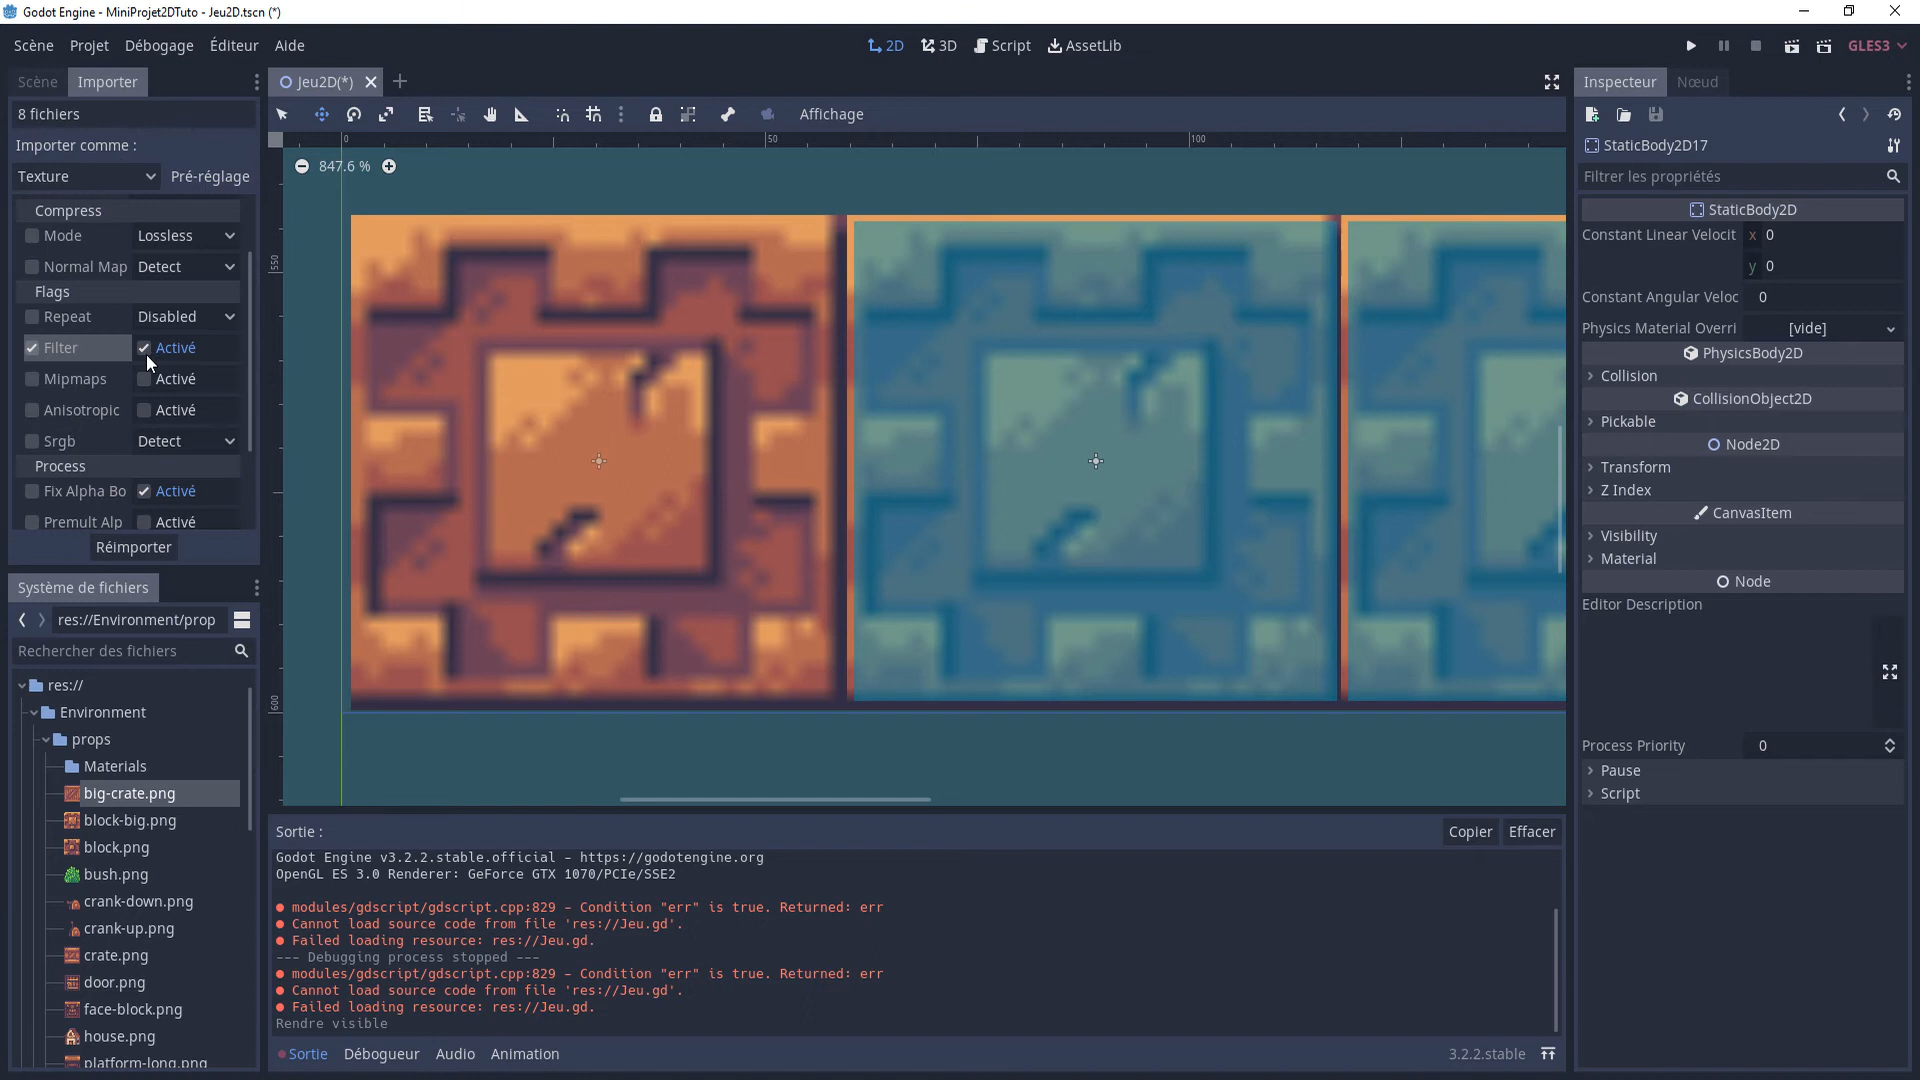 Godot Engine - MiniProjet2DTuto - Jeu2D.tscn (*)
Scène Projet Débogage Éditeur Aide
2D 3D Script AssetLib
GLES3
Scène Importer
Jeu2D(*)
Inspecteur Nœud
8 fichiers
Affichage
Importer comme :
StaticBody2D17
Texture Pré-réglage
847.6 %
Filtrer les propriétés
0 50 100
550
600
Compress
Mode Lossless
Normal Map Detect
Flags
Repeat Disabled
Filter Activé
Mipmaps Activé
Anisotropic Activé
Srgb Detect
Process
Fix Alpha Bo Activé
Premult Alp Activé
Réimporter
StaticBody2D
Constant Linear Velocit x 0
y 0
Constant Angular Veloc 0
Physics Material Overri [vide]
PhysicsBody2D
Collision
CollisionObject2D
Pickable
Node2D
Transform
Z Index
CanvasItem
Visibility
Material
Node
Editor Description
Process Priority 0
Pause
Script
Système de fichiers
res://Environment/prop
Rechercher des fichiers
res://
Environment
props
Materials
big-crate.png
block-big.png
block.png
bush.png
crank-down.png
crank-up.png
crate.png
door.png
face-block.png
house.png
platform-long.png
Sortie :
Copier Effacer
Godot Engine v3.2.2.stable.official - https://godotengine.org
OpenGL ES 3.0 Renderer: GeForce GTX 1070/PCIe/SSE2
modules/gdscript/gdscript.cpp:829 - Condition "err" is true. Returned: err
Cannot load source code from file 'res://Jeu.gd'.
Failed loading resource: res://Jeu.gd.
--- Debugging process stopped ---
modules/gdscript/gdscript.cpp:829 - Condition "err" is true. Returned: err
Cannot load source code from file 'res://Jeu.gd'.
Failed loading resource: res://Jeu.gd.
Rendre visible
Sortie Débogueur Audio Animation
3.2.2.stable